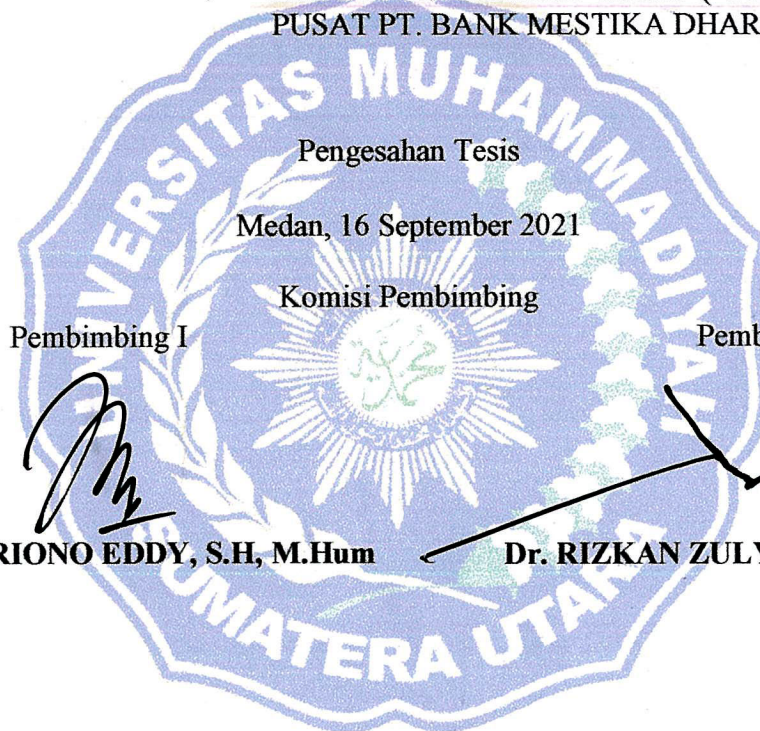 PUSAT PT. BANK MESTIKA DHAR
UNIVERSITAS MUHAMMADIYAH
Pengesahan Tesis
Medan, 16 September 2021
Komisi Pembimbing
Pembimbing I Pemb
RIONO EDDY, S.H, M.Hum Dr. RIZKAN ZULY
SUMATERA UTARA